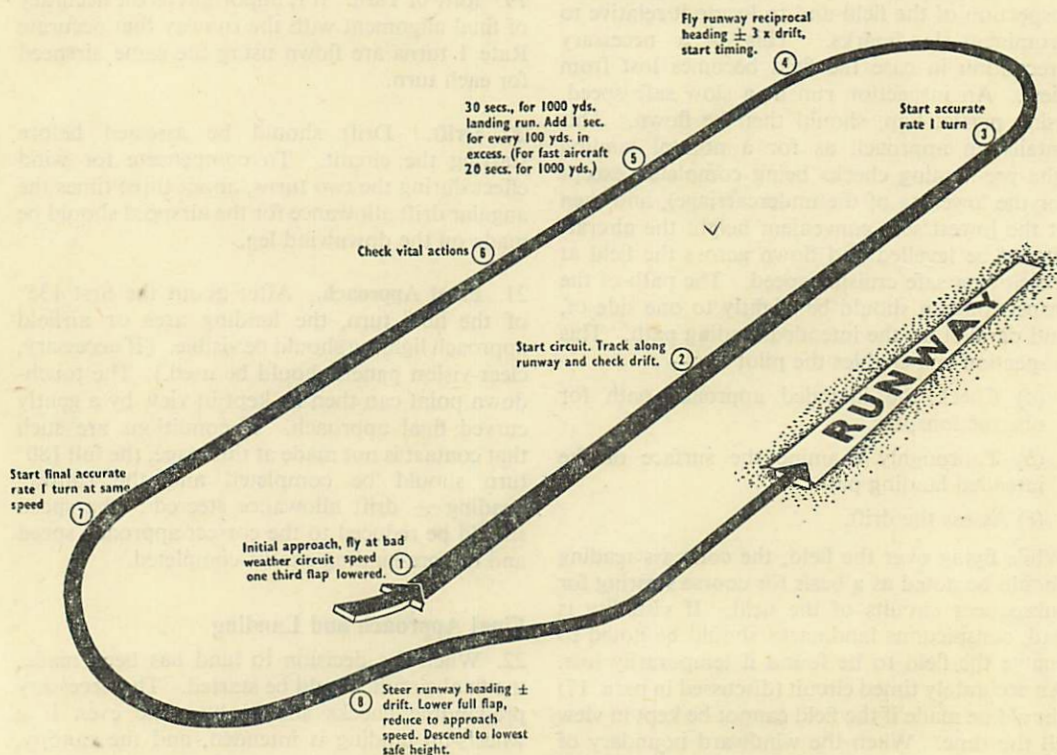 Fly runway reciprocal
heading ± 3 x drift,
start timing.
4
30 secs., for 1000 yds.
landing run. Add 1 sec.
for every 100 yds. in
excess. (For fast aircraft
20 secs. for 1000 yds.)
5
Start accurate
rate 1 turn
3
Check vital actions 6
RUNWAY
Start circuit. Track along
runway and check drift.
2
Start final accurate
rate 1 turn at same
speed
7
Initial approach, fly at bad
weather circuit speed
one third flap lowered.
1
8
Steer runway heading ±
drift. Lower full flap,
reduce to approach
speed. Descend to lowest
safe height.